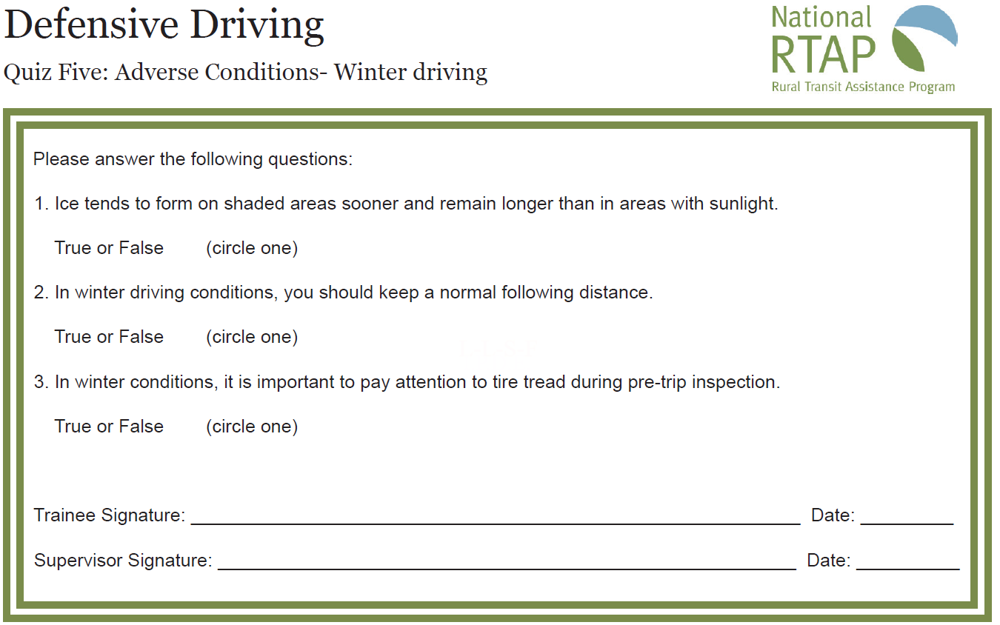 Defensive Driving
Quiz Five: Adverse Conditions- Winter driving
National
RTAP
Rural Transit Assistance Program
Please answer the following questions:
1. Ice tends to form on shaded areas sooner and remain longer than in areas with sunlight.
True or False (circle one)
2. In winter driving conditions, you should keep a normal following distance.
True or False (circle one)
3. In winter conditions, it is important to pay attention to tire tread during pre-trip inspection.
True or False (circle one)
Trainee Signature: ______ Date: ______
Supervisor Signature: ______ Date: ______